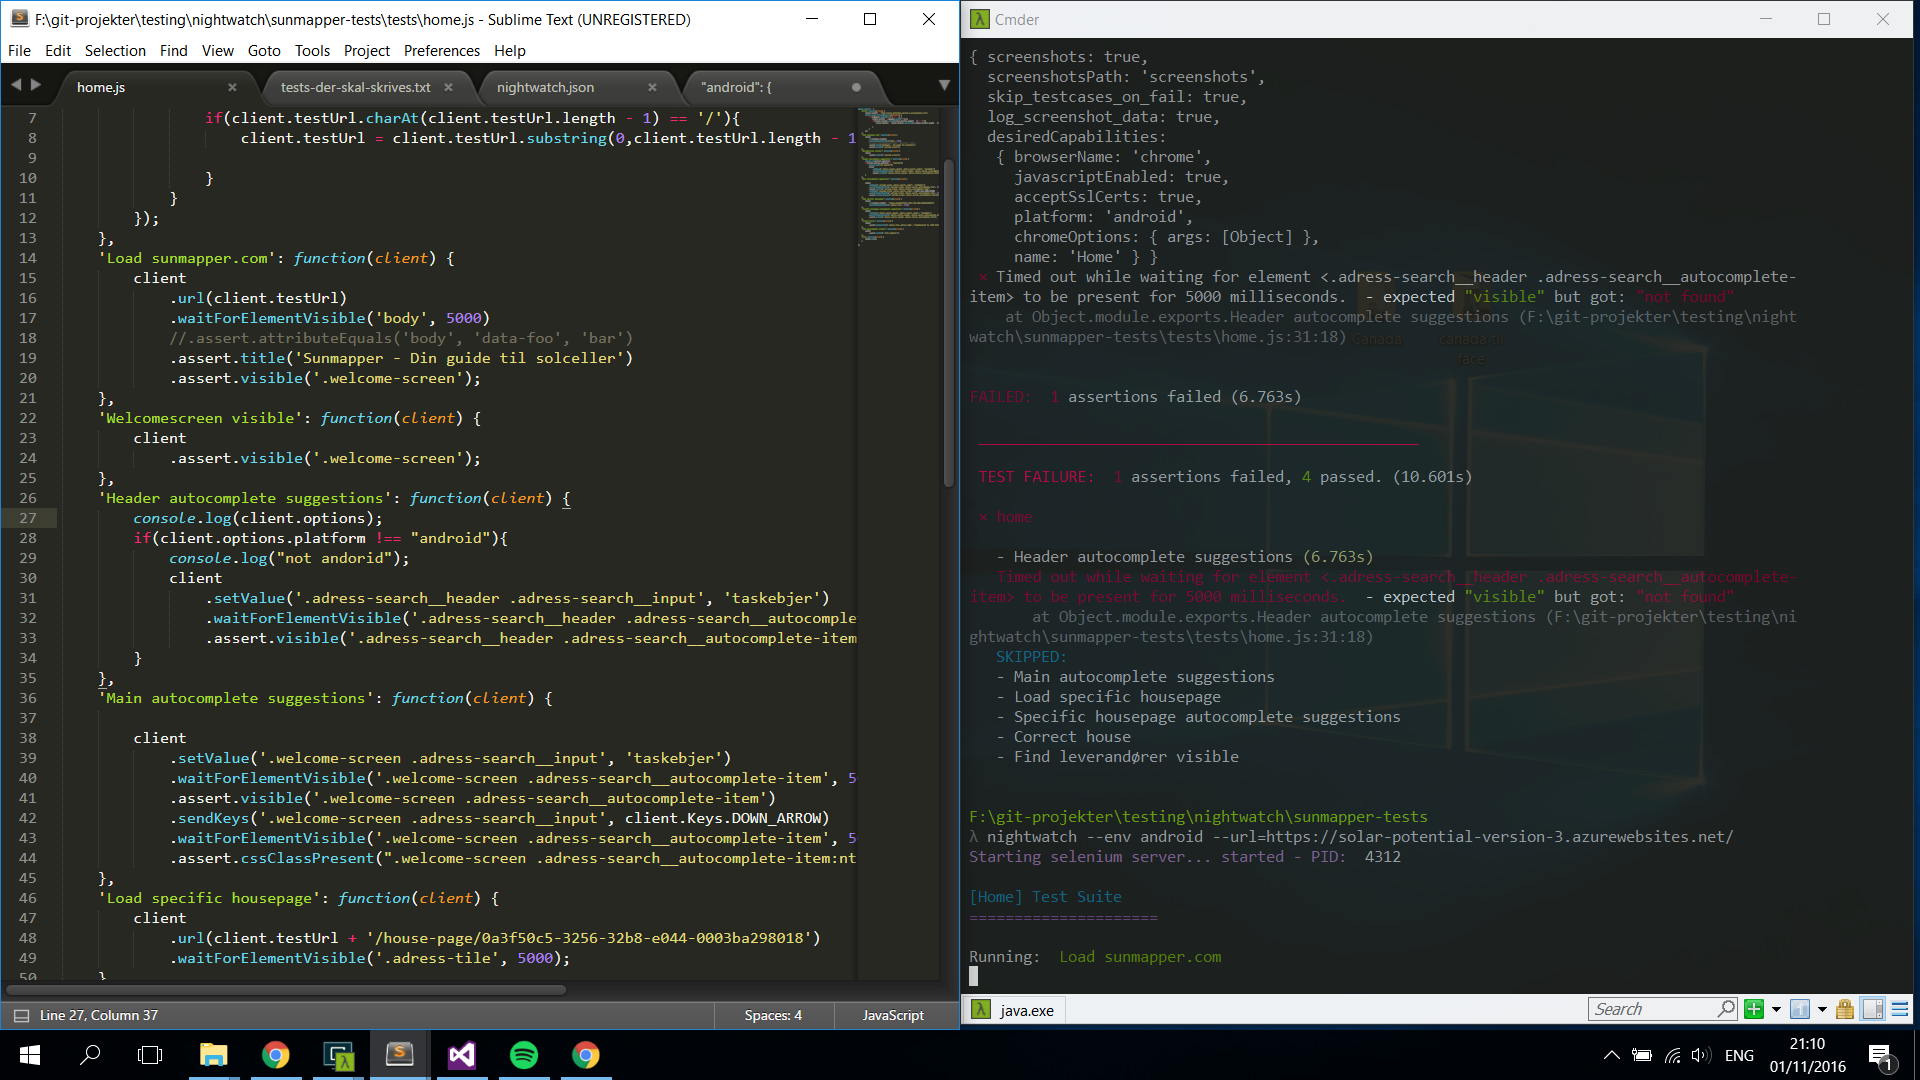 F:\git-projekter\testing\nightwatch\sunmapper-tests\tests\home.js - Sublime Text (UNREGISTERED)
File Edit Selection Find View Goto Tools Project Preferences Help
home.js tests-der-skal-skrives.txt nightwatch.json "android": {
7 if(client.testUrl.charAt(client.testUrl.length - 1) == '/'){
8 client.testUrl = client.testUrl.substring(0,client.testUrl.length - 1
9
10 }
11 }
12 });
13 },
14 'Load sunmapper.com': function(client) {
15 client
16 .url(client.testUrl)
17 .waitForElementVisible('body', 5000)
18 //.assert.attributeEquals('body', 'data-foo', 'bar')
19 .assert.title('Sunmapper - Din guide til solceller')
20 .assert.visible('.welcome-screen');
21 },
22 'Welcomescreen visible': function(client) {
23 client
24 .assert.visible('.welcome-screen');
25 },
26 'Header autocomplete suggestions': function(client) {
27 console.log(client.options);
28 if(client.options.platform !== "android"){
29 console.log("not andorid");
30 client
31 .setValue('.adress-search__header .adress-search__input', 'taskebjer')
32 .waitForElementVisible('.adress-search__header .adress-search__autocomple
33 .assert.visible('.adress-search__header .adress-search__autocomplete-item
34 }
35 },
36 'Main autocomplete suggestions': function(client) {
37
38 client
39 .setValue('.welcome-screen .adress-search__input', 'taskebjer')
40 .waitForElementVisible('.welcome-screen .adress-search__autocomplete-item', 5
41 .assert.visible('.welcome-screen .adress-search__autocomplete-item')
42 .sendKeys('.welcome-screen .adress-search__input', client.Keys.DOWN_ARROW)
43 .waitForElementVisible('.welcome-screen .adress-search__autocomplete-item', 5
44 .assert.cssClassPresent(".welcome-screen .adress-search__autocomplete-item:nt
45 },
46 'Load specific housepage': function(client) {
47 client
48 .url(client.testUrl + '/house-page/0a3f50c5-3256-32b8-e044-0003ba298018')
49 .waitForElementVisible('.adress-tile', 5000);
50 }
Line 27, Column 37 Spaces: 4 JavaScript
Cmder
{ screenshots: true,
screenshotsPath: 'screenshots',
skip_testcases_on_fail: true,
log_screenshot_data: true,
desiredCapabilities:
{ browserName: 'chrome',
javascriptEnabled: true,
acceptSslCerts: true,
platform: 'android',
chromeOptions: { args: [Object] },
name: 'Home' } }
× Timed out while waiting for element <.adress-search__header .adress-search__autocomplete-
item> to be present for 5000 milliseconds.  - expected "visible" but got: "not found"
at Object.module.exports.Header autocomplete suggestions (F:\git-projekter\testing\night
watch\sunmapper-tests\tests\home.js:31:18)
Canada canada til
face
FAILED:  1 assertions failed (6.763s)
TEST FAILURE:  1 assertions failed, 4 passed. (10.601s)
× home
- Header autocomplete suggestions (6.763s)
Timed out while waiting for element <.adress-search__header .adress-search__autocomplete-
item> to be present for 5000 milliseconds.  - expected "visible" but got: "not found"
at Object.module.exports.Header autocomplete suggestions (F:\git-projekter\testing\ni
ghtwatch\sunmapper-tests\tests\home.js:31:18)
SKIPPED:
- Main autocomplete suggestions
- Load specific housepage
- Specific housepage autocomplete suggestions
- Correct house
- Find leverandører visible
F:\git-projekter\testing\nightwatch\sunmapper-tests
λ nightwatch --env android --url=https://solar-potential-version-3.azurewebsites.net/
Starting selenium server... started - PID:  4312
[Home] Test Suite
=====================
Running:  Load sunmapper.com
java.exe Search
ENG 21:10
01/11/2016 1